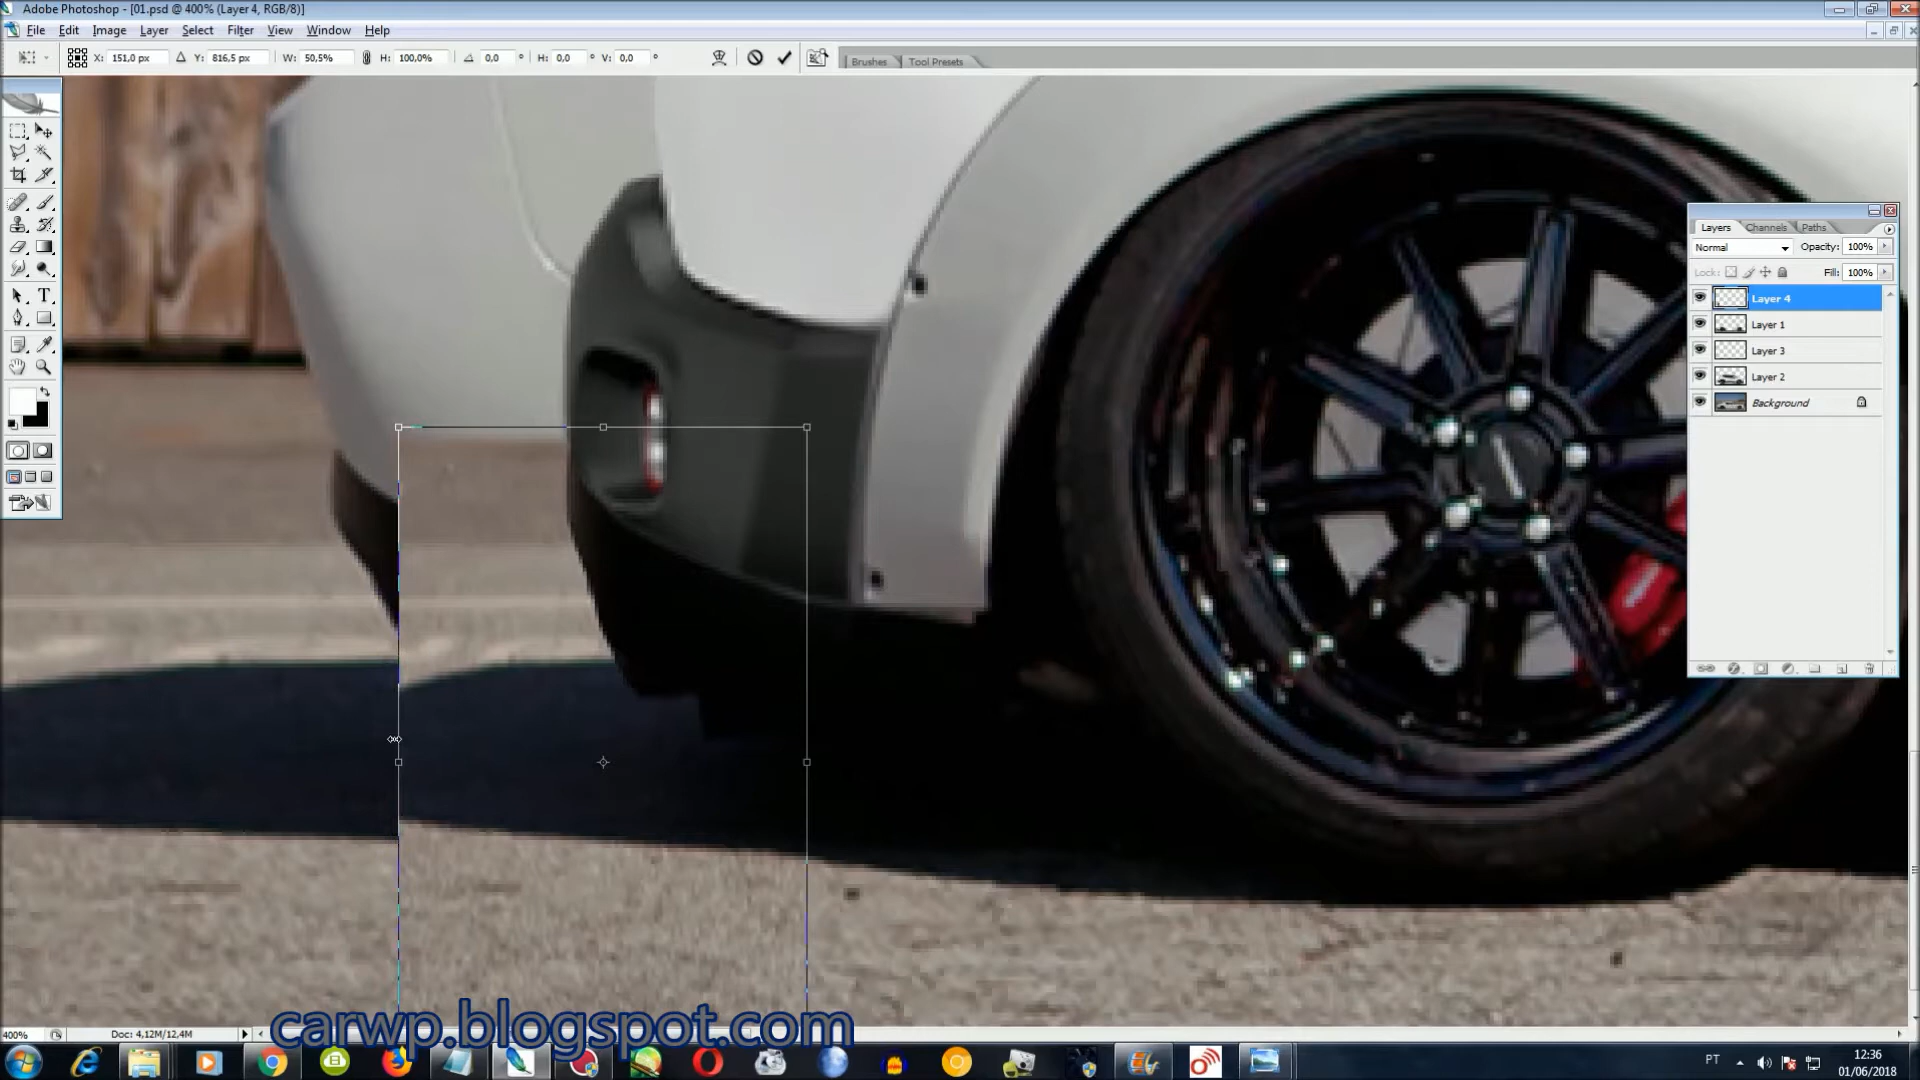 Adobe Photoshop - [01.psd @ 400% (Layer 4, RGB/8)]
File Edit Image Layer Select Filter View Window Help
X: 151,0 px Y: 816,5 px W: 50,5% H: 100,0% 0,0 ° H: 0,0 ° V: 0,0 °
Brushes Tool Presets
Layers Channels Paths
Normal Opacity: 100%
Lock: Fill: 100%
Layer 4
Layer 1
Layer 3
Layer 2
Background
400% Doc: 4,12M/12,4M
carwp.blogspot.com
PT 12:36
01/06/2018